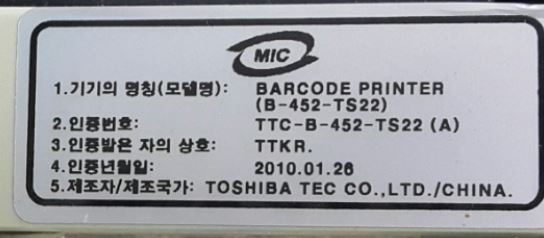 MIC
1.기기의 명칭(모델명): BARCODE PRINTER
(B-452-TS22)
2.인증번호: TTC-B-452-TS22 (A)
3.인증받은 자의 상호: TTKR.
4.인증년월일: 2010.01.26
5.제조자/제조국가: TOSHIBA TEC CO.,LTD./CHINA.